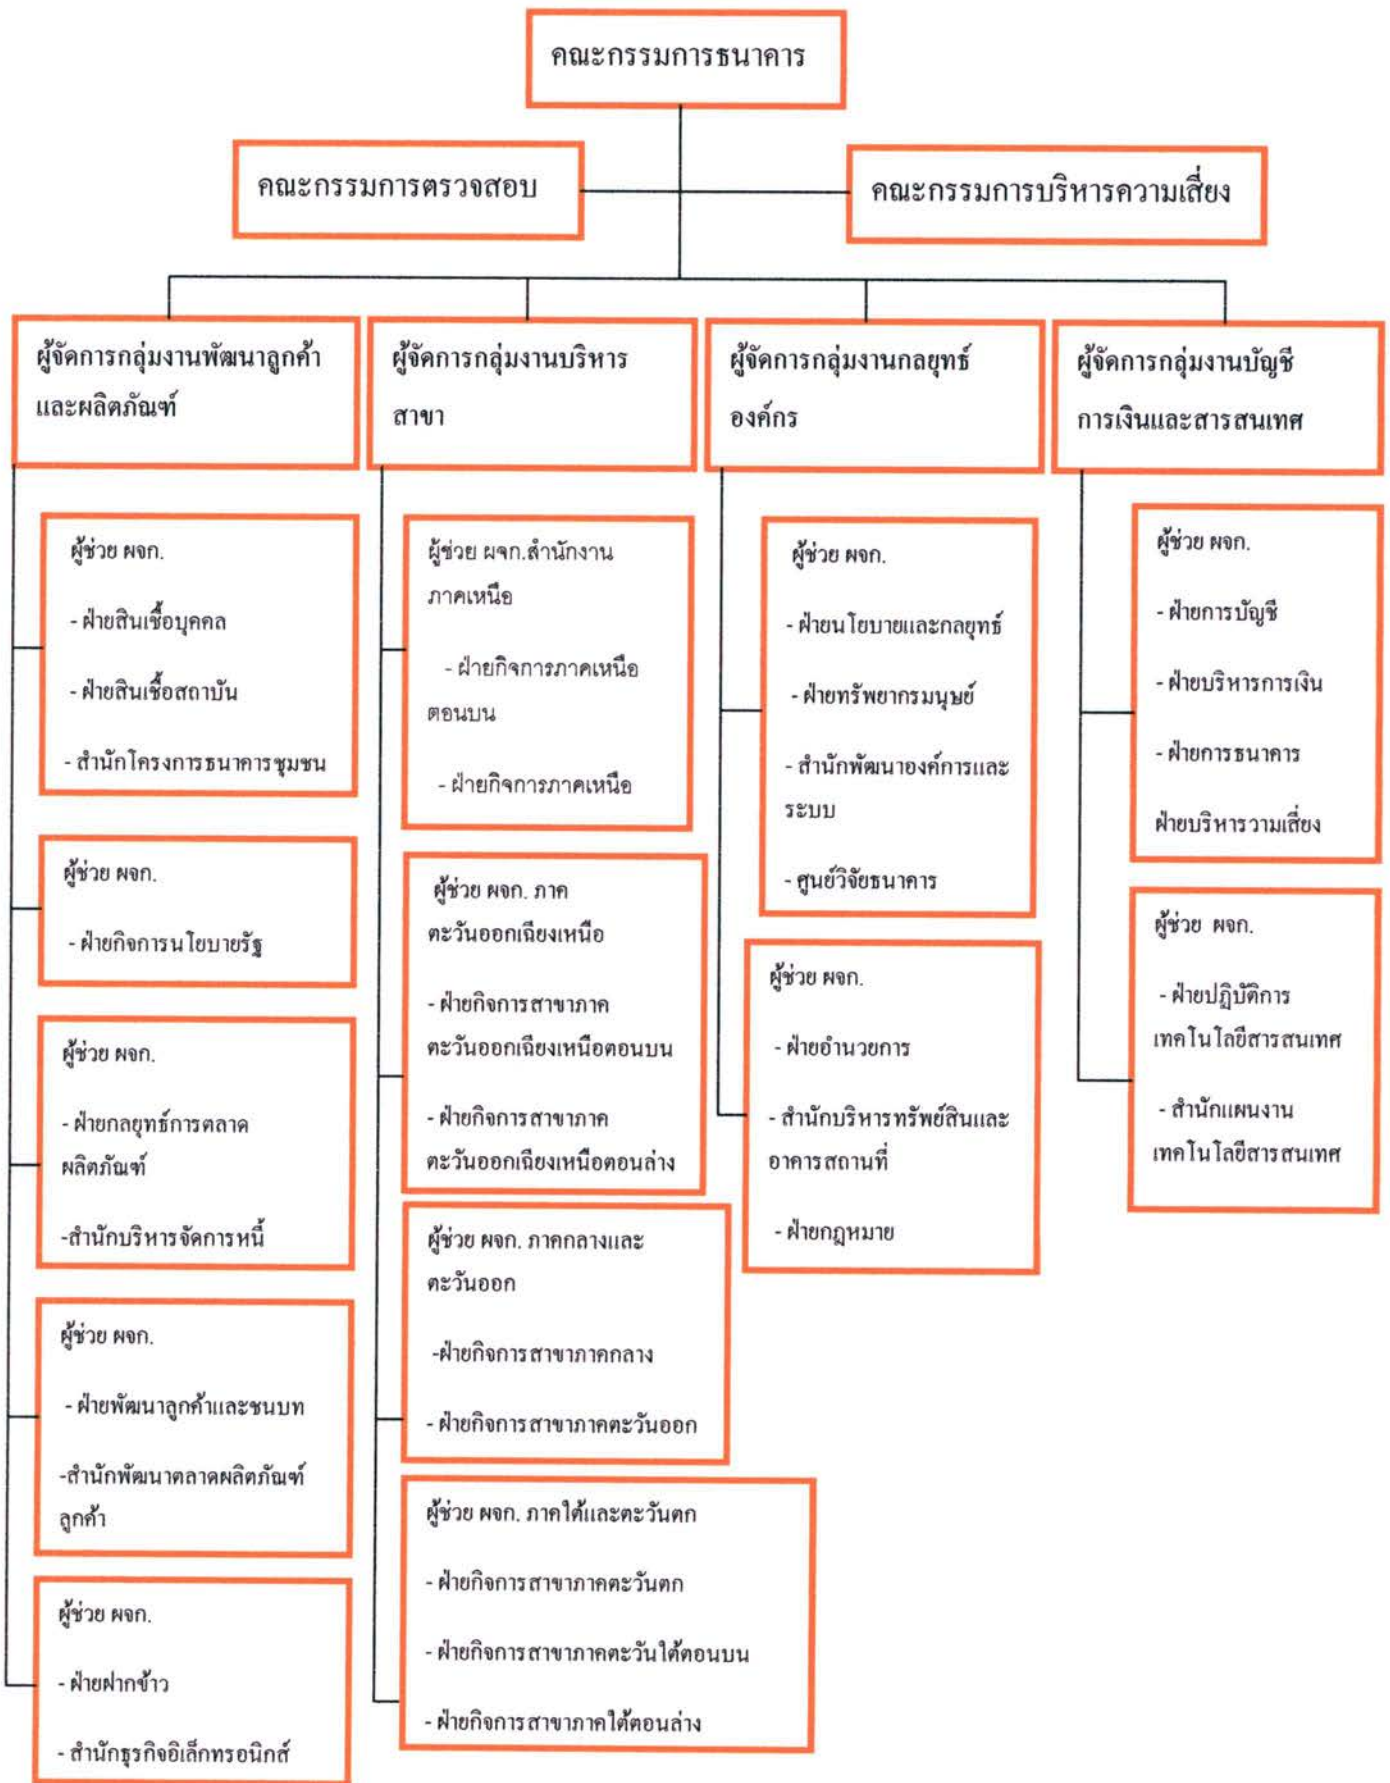 คณะกรรมการธนาคาร
คณะกรรมการตรวจสอบ
คณะกรรมการบริหารความเสี่ยง
ผู้จัดการกลุ่มงานพัฒนาลูกค้า
และผลิตภัณฑ์
ผู้ช่วย ผจก.
- ฝ่ายสินเชื้อบุคคล
- ฝ่ายสินเชื้อสถาบัน
- สำนักโครงการธนาคารชุมชน
ผู้ช่วย ผจก.
- ฝ่ายกิจการนโยบายรัฐ
ผู้ช่วย ผจก.
- ฝ่ายกลยุทธ์การตลาด
ผลิตภัณฑ์
-สำนักบริหารจัดการหนี้
ผู้ช่วย ผจก.
- ฝ่ายพัฒนาลูกค้าและชนบท
-สำนักพัฒนาตลาดผลิตภัณฑ์
ลูกค้า
ผู้ช่วย ผจก.
- ฝ่ายฝากข้าว
- สำนักธุรกิจอิเล็กทรอนิกส์
ผู้จัดการกลุ่มงานบริหาร
สาขา
ผู้ช่วย ผจก.สำนักงาน
ภาคเหนือ
- ฝ่ายกิจการภาคเหนือ
ตอนบน
- ฝ่ายกิจการภาคเหนือ
ผู้ช่วย ผจก. ภาค
ตะวันออกเฉียงเหนือ
- ฝ่ายกิจการสาขาภาค
ตะวันออกเฉียงเหนือตอนบน
- ฝ่ายกิจการสาขาภาค
ตะวันออกเฉียงเหนือตอนล่าง
ผู้ช่วย ผจก. ภาคกลางและ
ตะวันออก
-ฝ่ายกิจการสาขาภาคกลาง
- ฝ่ายกิจการสาขาภาคตะวันออก
ผู้ช่วย ผจก. ภาคใต้และตะวันตก
- ฝ่ายกิจการสาขาภาคตะวันตก
- ฝ่ายกิจการสาขาภาคตะวันใต้ตอนบน
- ฝ่ายกิจการสาขาภาคใต้ตอนล่าง
ผู้จัดการกลุ่มงานกลยุทธ์
องค์กร
ผู้ช่วย ผจก.
- ฝ่ายนโยบายและกลยุทธ์
- ฝ่ายทรัพยากรมนุษย์
- สำนักพัฒนาองค์การและ
ระบบ
- ศูนย์วิจัยธนาคาร
ผู้ช่วย ผจก.
- ฝ่ายอำนวยการ
- สำนักบริหารทรัพย์สินและ
อาคารสถานที่
- ฝ่ายกฎหมาย
ผู้จัดการกลุ่มงานบัญชี
การเงินและสารสนเทศ
ผู้ช่วย ผจก.
- ฝ่ายการบัญชี
- ฝ่ายบริหารการเงิน
- ฝ่ายการธนาคาร
ฝ่ายบริหารวามเสี่ยง
ผู้ช่วย ผจก.
- ฝ่ายปฏิบัติการ
เทคโนโลยีสารสนเทศ
- สำนักแผนงาน
เทคโนโลยีสารสนเทศ